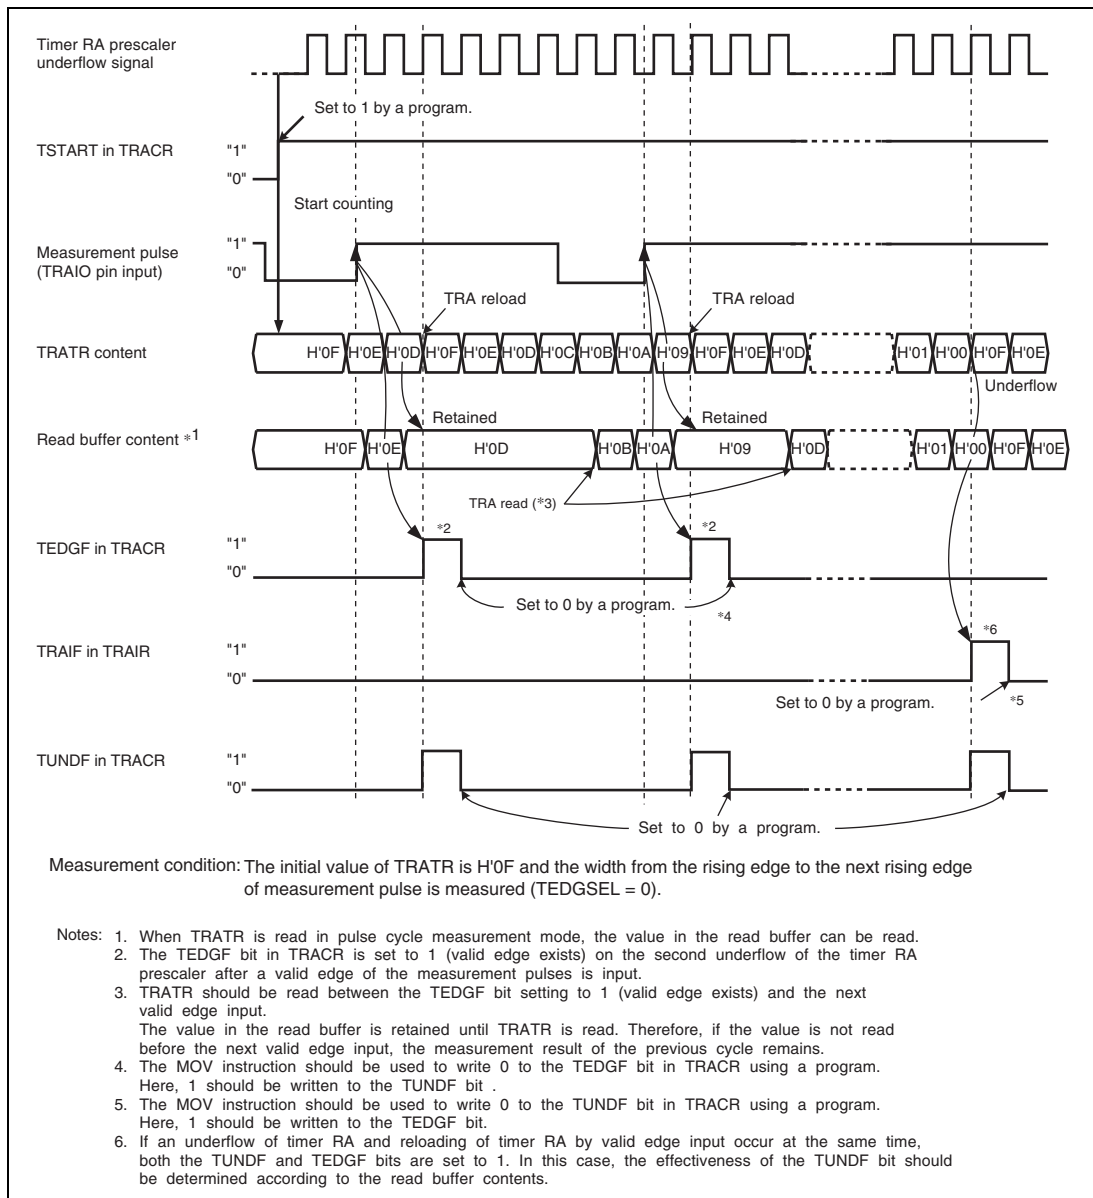 Timer RA prescaler
underflow signal
Set to 1 by a program.
TSTART in TRACR
"1"
"0"
Start counting
Measurement pulse
(TRAIO pin input)
"1"
"0"
TRA reload
TRA reload
TRATR content
H'0F H'0E H'0D H'0F H'0E H'0D H'0C H'0B H'0A H'09 H'0F H'0E H'0D H'01 H'00 H'0F H'0E
Underflow
Retained
Retained
Read buffer content *1
H'0F H'0E H'0D H'0B H'0A H'09 H'0D H'01 H'00 H'0F H'0E
TRA read (*3)
*2
*2
TEDGF in TRACR
"1"
"0"
Set to 0 by a program.
*4
*6
TRAIF in TRAIR
"1"
"0"
Set to 0 by a program.
*5
TUNDF in TRACR
"1"
"0"
Set to 0 by a program.
Measurement condition: The initial value of TRATR is H'0F and the width from the rising edge to the next rising edge
of measurement pulse is measured (TEDGSEL = 0).
Notes: 1. When TRATR is read in pulse cycle measurement mode, the value in the read buffer can be read.
2. The TEDGF bit in TRACR is set to 1 (valid edge exists) on the second underflow of the timer RA
prescaler after a valid edge of the measurement pulses is input.
3. TRATR should be read between the TEDGF bit setting to 1 (valid edge exists) and the next
valid edge input.
The value in the read buffer is retained until TRATR is read. Therefore, if the value is not read
before the next valid edge input, the measurement result of the previous cycle remains.
4. The MOV instruction should be used to write 0 to the TEDGF bit in TRACR using a program.
Here, 1 should be written to the TUNDF bit .
5. The MOV instruction should be used to write 0 to the TUNDF bit in TRACR using a program.
Here, 1 should be written to the TEDGF bit.
6. If an underflow of timer RA and reloading of timer RA by valid edge input occur at the same time,
both the TUNDF and TEDGF bits are set to 1. In this case, the effectiveness of the TUNDF bit should
be determined according to the read buffer contents.